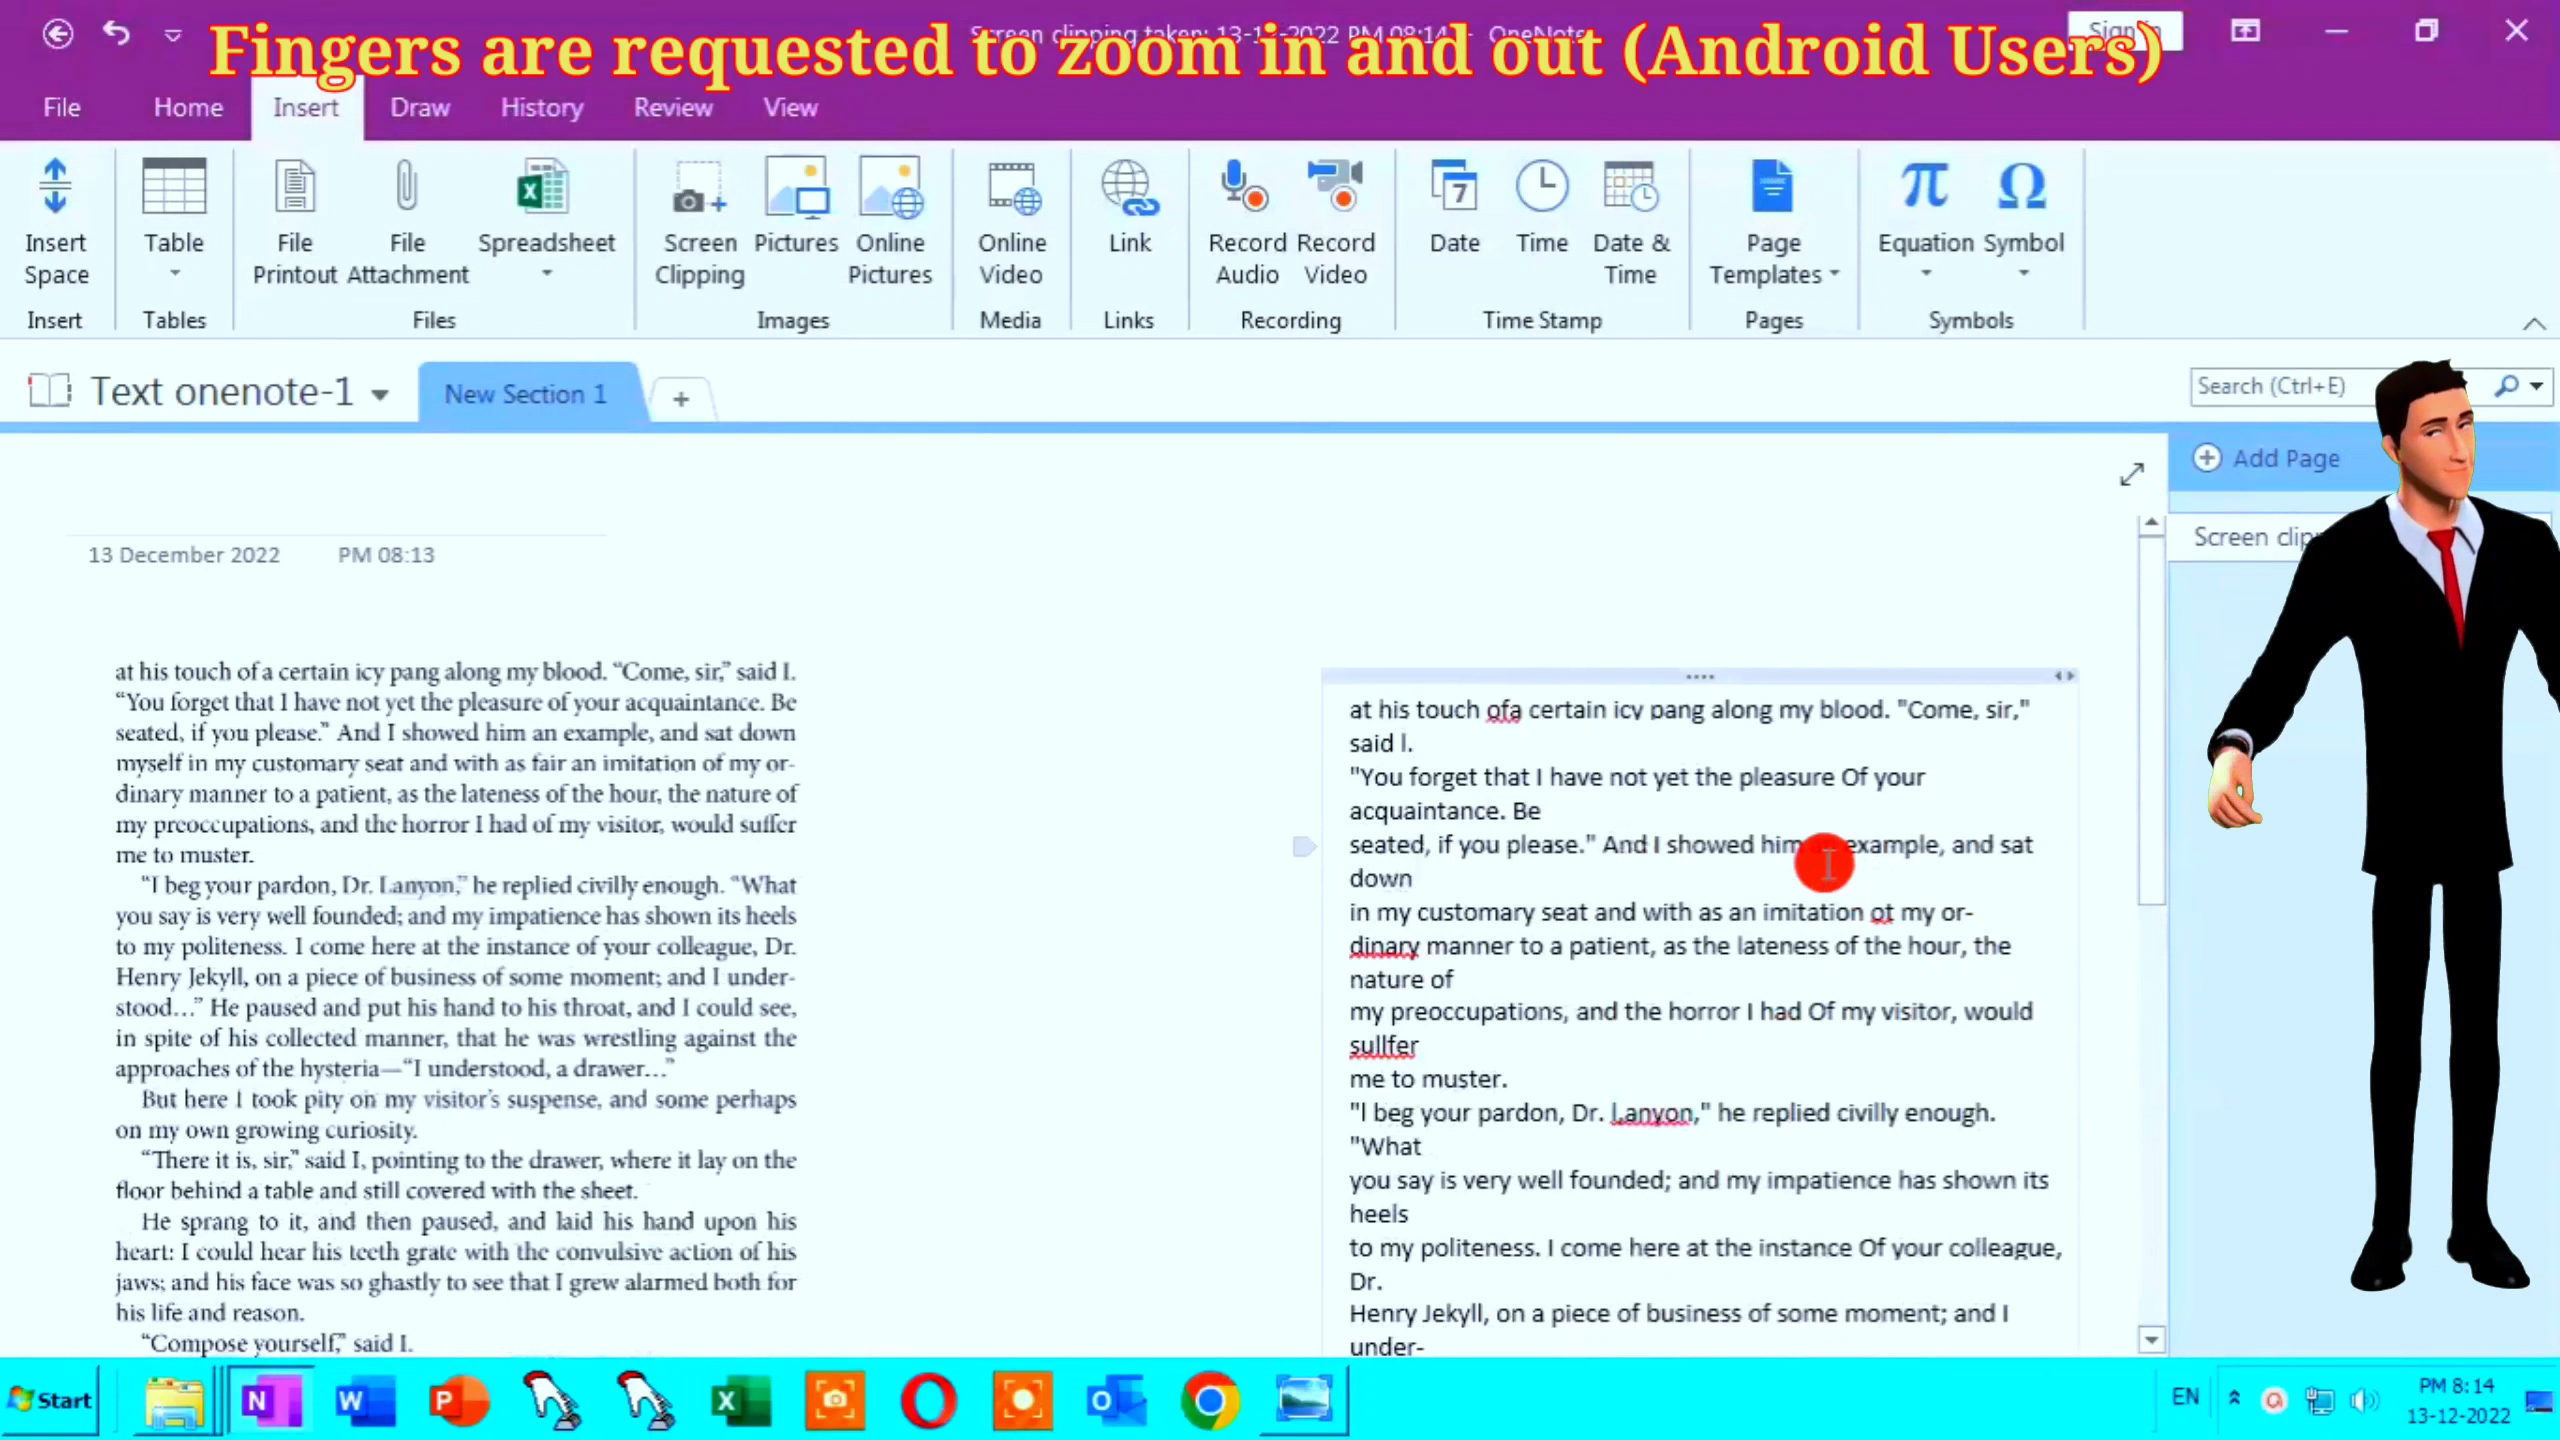 Fingers are requested to zoom in and out (Android Users)
Screen clipping taken: 13-12-2022 PM 08:14 - OneNote
Sign in
File Home Insert Draw History Review View
Insert Space
Table
File Printout
File Attachment
Spreadsheet
Screen Clipping
Pictures
Online Pictures
Online Video
Link
Record Audio
Record Video
Date
Time
Date & Time
Page Templates
Equation
Symbol
Insert Tables Files Images Media Links Recording Time Stamp Pages Symbols
Text onenote-1
New Section 1
Search (Ctrl+E)
Add Page
Screen clip
13 December 2022 PM 08:13
at his touch of a certain icy pang along my blood. “Come, sir,” said I.
“You forget that I have not yet the pleasure of your acquaintance. Be
seated, if you please.” And I showed him an example, and sat down
myself in my customary seat and with as fair an imitation of my or-
dinary manner to a patient, as the lateness of the hour, the nature of
my preoccupations, and the horror I had of my visitor, would suffer
me to muster.
“I beg your pardon, Dr. Lanyon,” he replied civilly enough. “What
you say is very well founded; and my impatience has shown its heels
to my politeness. I come here at the instance of your colleague, Dr.
Henry Jekyll, on a piece of business of some moment; and I under-
stood…” He paused and put his hand to his throat, and I could see,
in spite of his collected manner, that he was wrestling against the
approaches of the hysteria—“I understood, a drawer…”
But here I took pity on my visitor’s suspense, and some perhaps
on my own growing curiosity.
“There it is, sir,” said I, pointing to the drawer, where it lay on the
floor behind a table and still covered with the sheet.
He sprang to it, and then paused, and laid his hand upon his
heart: I could hear his teeth grate with the convulsive action of his
jaws; and his face was so ghastly to see that I grew alarmed both for
his life and reason.
“Compose yourself,” said I.
at his touch ofa certain icy pang along my blood. "Come, sir,"
said l.
"You forget that I have not yet the pleasure Of your
acquaintance. Be
seated, if you please." And I showed him example, and sat
down
in my customary seat and with as an imitation ot my or-
dinary manner to a patient, as the lateness of the hour, the
nature of
my preoccupations, and the horror I had Of my visitor, would
sullfer
me to muster.
"I beg your pardon, Dr. Lanyon," he replied civilly enough.
"What
you say is very well founded; and my impatience has shown its
heels
to my politeness. I come here at the instance Of your colleague,
Dr.
Henry Jekyll, on a piece of business of some moment; and I
under-
Start
EN
PM 8:14
13-12-2022